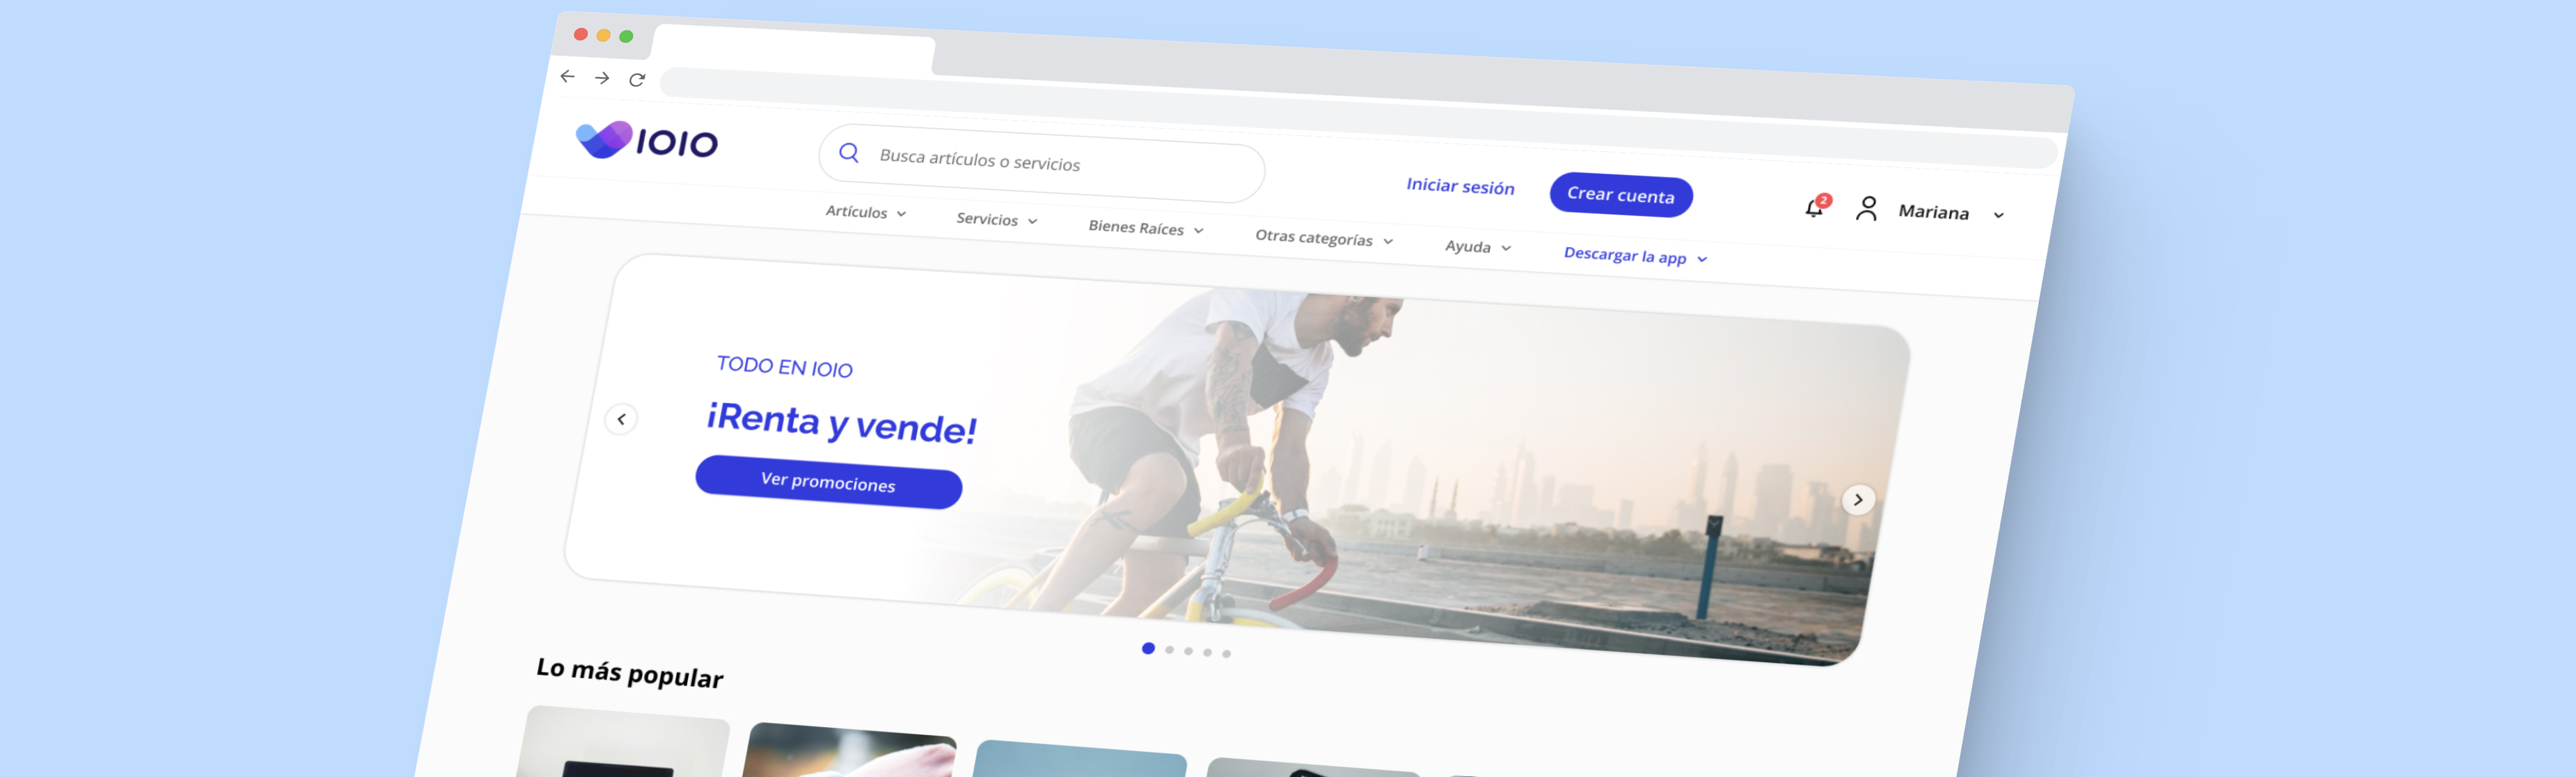 IOIO
Busca artículos o servicios
Iniciar sesión
Crear cuenta
2
Mariana
Artículos
Servicios
Bienes Raíces
Otras categorías
Ayuda
Descargar la app
TODO EN IOIO
¡Renta y vende!
Ver promociones
Lo más popular